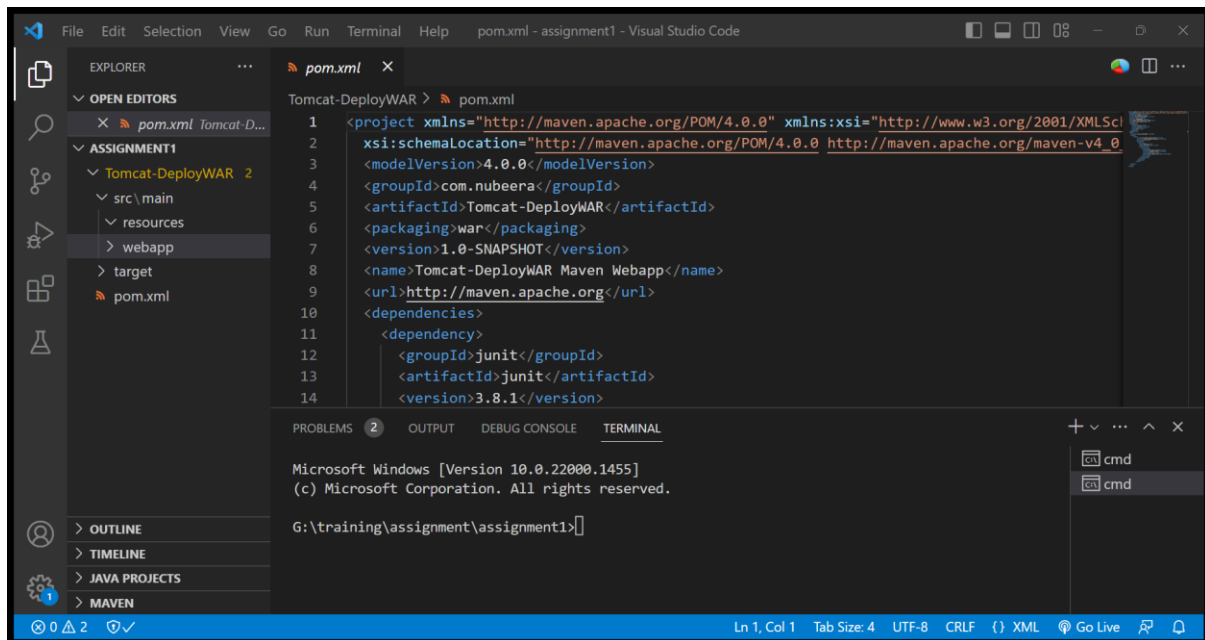 File Edit Selection View Go Run Terminal Help pom.xml - assignment1 - Visual Studio Code
EXPLORER
OPEN EDITORS
pom.xml Tomcat-D...
ASSIGNMENT1
Tomcat-DeployWAR 2
src\main
resources
webapp
target
pom.xml
OUTLINE
TIMELINE
JAVA PROJECTS
MAVEN
1
pom.xml
Tomcat-DeployWAR > pom.xml
1 <project xmlns="http://maven.apache.org/POM/4.0.0" xmlns:xsi="http://www.w3.org/2001/XMLSch
2 xsi:schemaLocation="http://maven.apache.org/POM/4.0.0 http://maven.apache.org/maven-v4_0_
3 <modelVersion>4.0.0</modelVersion>
4 <groupId>com.nubeera</groupId>
5 <artifactId>Tomcat-DeployWAR</artifactId>
6 <packaging>war</packaging>
7 <version>1.0-SNAPSHOT</version>
8 <name>Tomcat-DeployWAR Maven Webapp</name>
9 <url>http://maven.apache.org</url>
10 <dependencies>
11 <dependency>
12 <groupId>junit</groupId>
13 <artifactId>junit</artifactId>
14 <version>3.8.1</version>
PROBLEMS 2 OUTPUT DEBUG CONSOLE TERMINAL
Microsoft Windows [Version 10.0.22000.1455]
(c) Microsoft Corporation. All rights reserved.
G:\training\assignment\assignment1>
cmd
cmd
0 2 Ln 1, Col 1 Tab Size: 4 UTF-8 CRLF {} XML Go Live